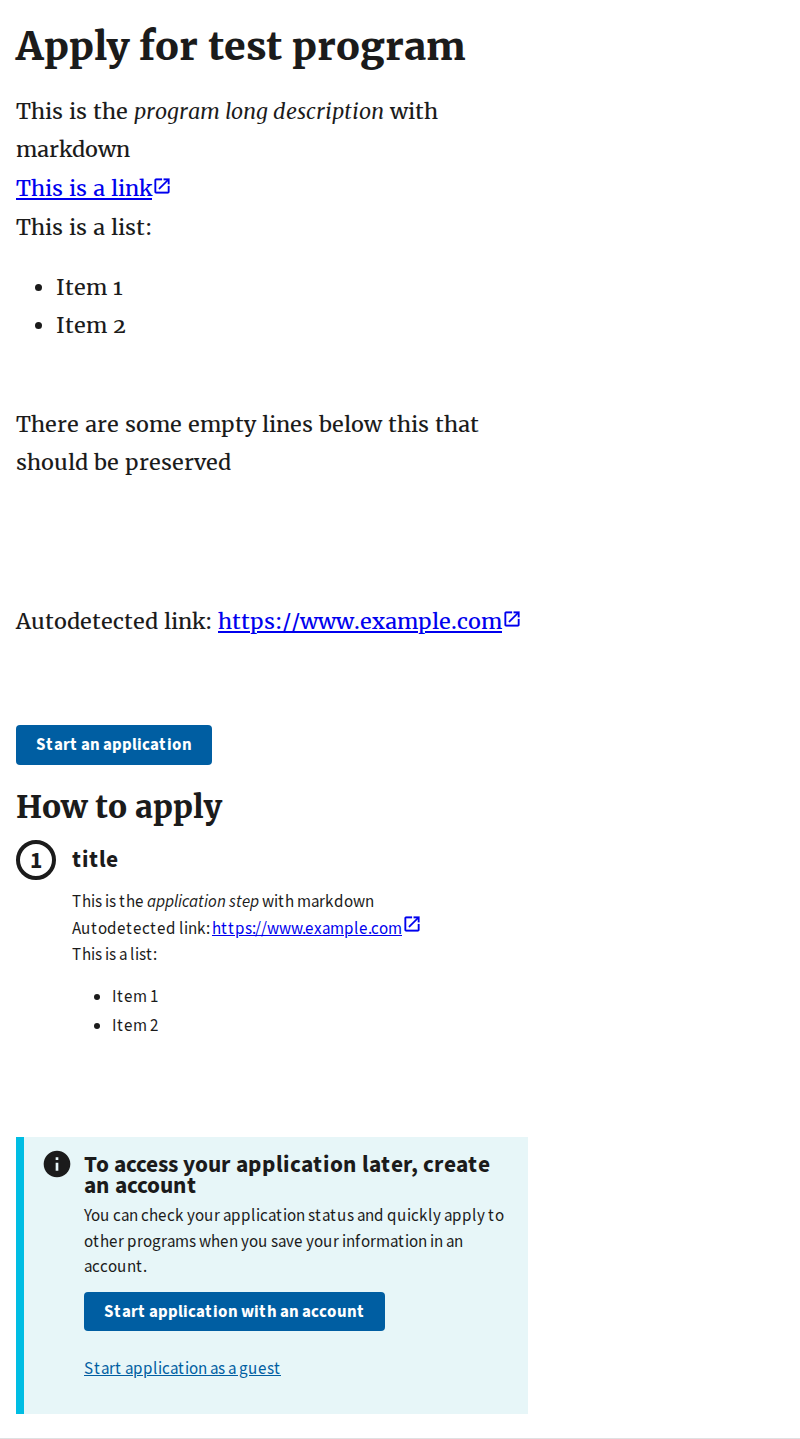 Apply for test program
This is the program long description with
markdown
This is a link
This is a list:
Item 1
Item 2
There are some empty lines below this that
should be preserved
Autodetected link: https://www.example.com
Start an application
How to apply
1 title
This is the application step with markdown
Autodetected link: https://www.example.com
This is a list:
Item 1
Item 2
To access your application later, create
an account
You can check your application status and quickly apply to
other programs when you save your information in an
account.
Start application with an account
Start application as a guest